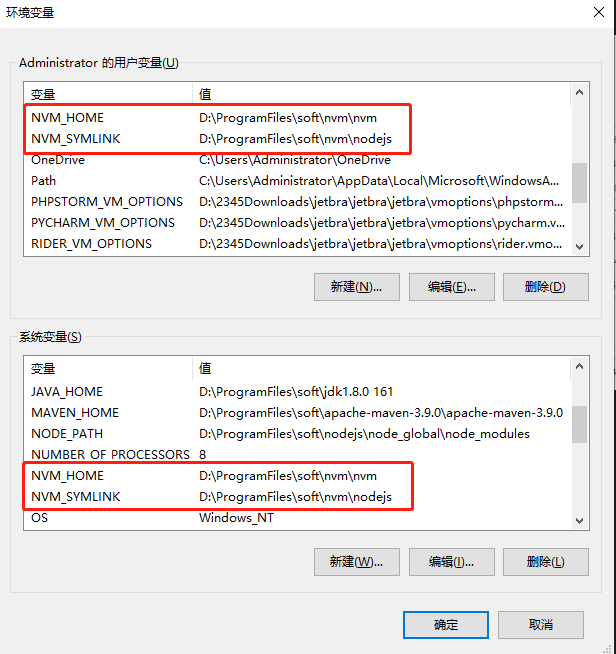 环境变量
Administrator 的用户变量(U)
变量 值
NVM_HOME D:\ProgramFiles\soft\nvm\nvm
NVM_SYMLINK D:\ProgramFiles\soft\nvm\nodejs
OneDrive C:\Users\Administrator\OneDrive
Path C:\Users\Administrator\AppData\Local\Microsoft\WindowsA...
PHPSTORM_VM_OPTIONS D:\2345Downloads\jetbra\jetbra\jetbra\vmoptions\phpstorm...
PYCHARM_VM_OPTIONS D:\2345Downloads\jetbra\jetbra\jetbra\vmoptions\pycharm.v...
RIDER_VM_OPTIONS D:\2345Downloads\jetbra\jetbra\jetbra\vmoptions\rider.vmo...
新建(N)... 编辑(E)... 删除(D)
系统变量(S)
变量 值
JAVA_HOME D:\ProgramFiles\soft\jdk1.8.0 161
MAVEN_HOME D:\ProgramFiles\soft\apache-maven-3.9.0\apache-maven-3.9.0
NODE_PATH D:\ProgramFiles\soft\nodejs\node_global\node_modules
NUMBER OF PROCESSORS 8
NVM_HOME D:\ProgramFiles\soft\nvm\nvm
NVM_SYMLINK D:\ProgramFiles\soft\nvm\nodejs
OS Windows_NT
新建(W)... 编辑(I)... 删除(L)
确定 取消